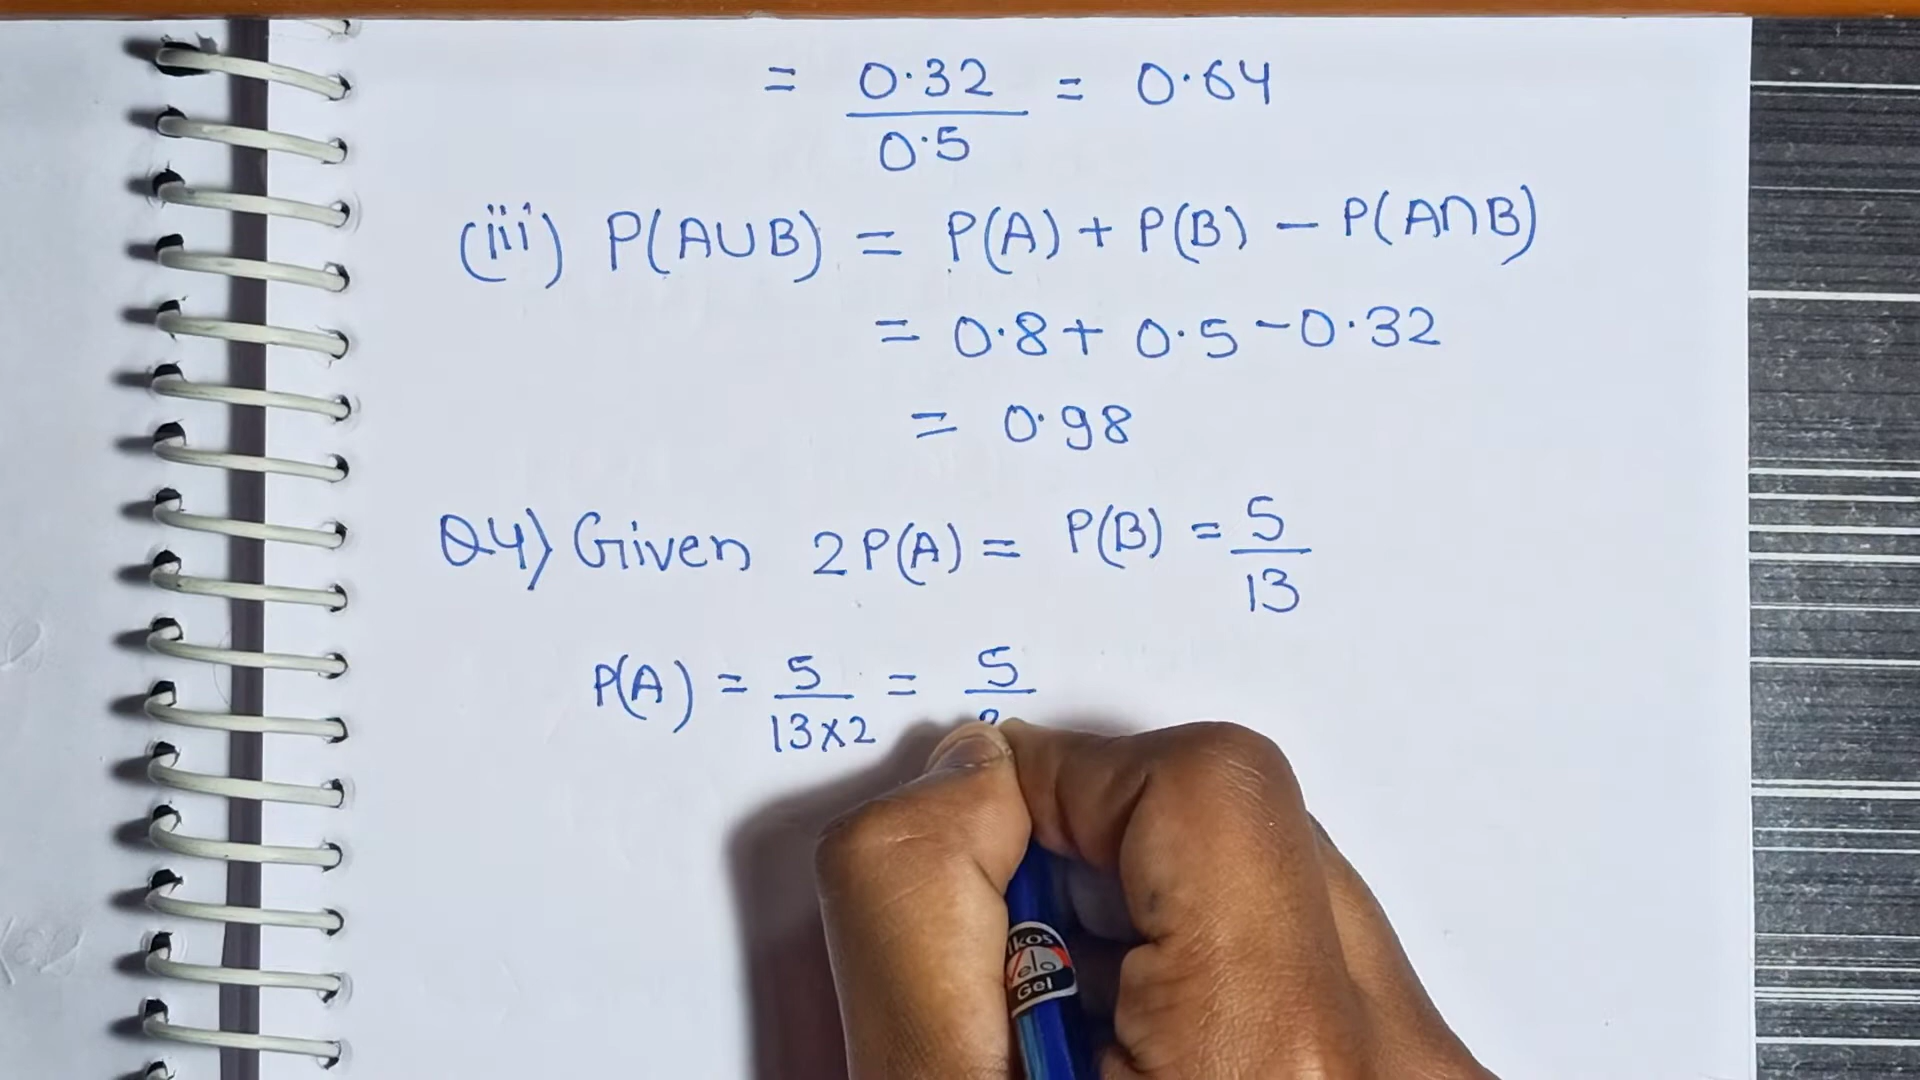 = 0.32/0.5 = 0.64
(iii) P(A∪B) = P(A) + P(B) − P(A∩B)
= 0.8 + 0.5 − 0.32
= 0.98
Q4) Given 2P(A) = P(B) = 5/13
P(A) = 5/13×2 = 5/
Velo
Gel